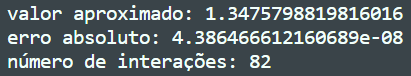 valor aproximado: 1.3475798819816016
erro absoluto: 4.386466612160689e-08
número de interações: 82